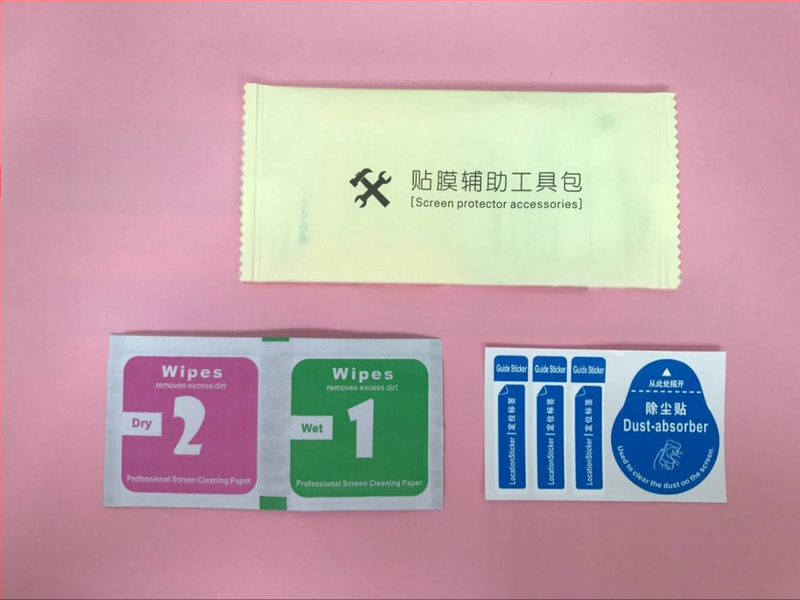 贴膜辅助工具包
[Screen protector accessories]
Wipes
removes excess dirt
Dry
2
Professional Screen Cleaning Paper
Wipes
removes excess dirt
Wet
1
Professional Screen Cleaning Paper
Guide Sticker
LocationSticker | 定位标签
Guide Sticker
LocationSticker | 定位标签
Guide Sticker
LocationSticker | 定位标签
从此处揭开
除尘贴
Dust-absorber
Used to clear the dust on the screen.